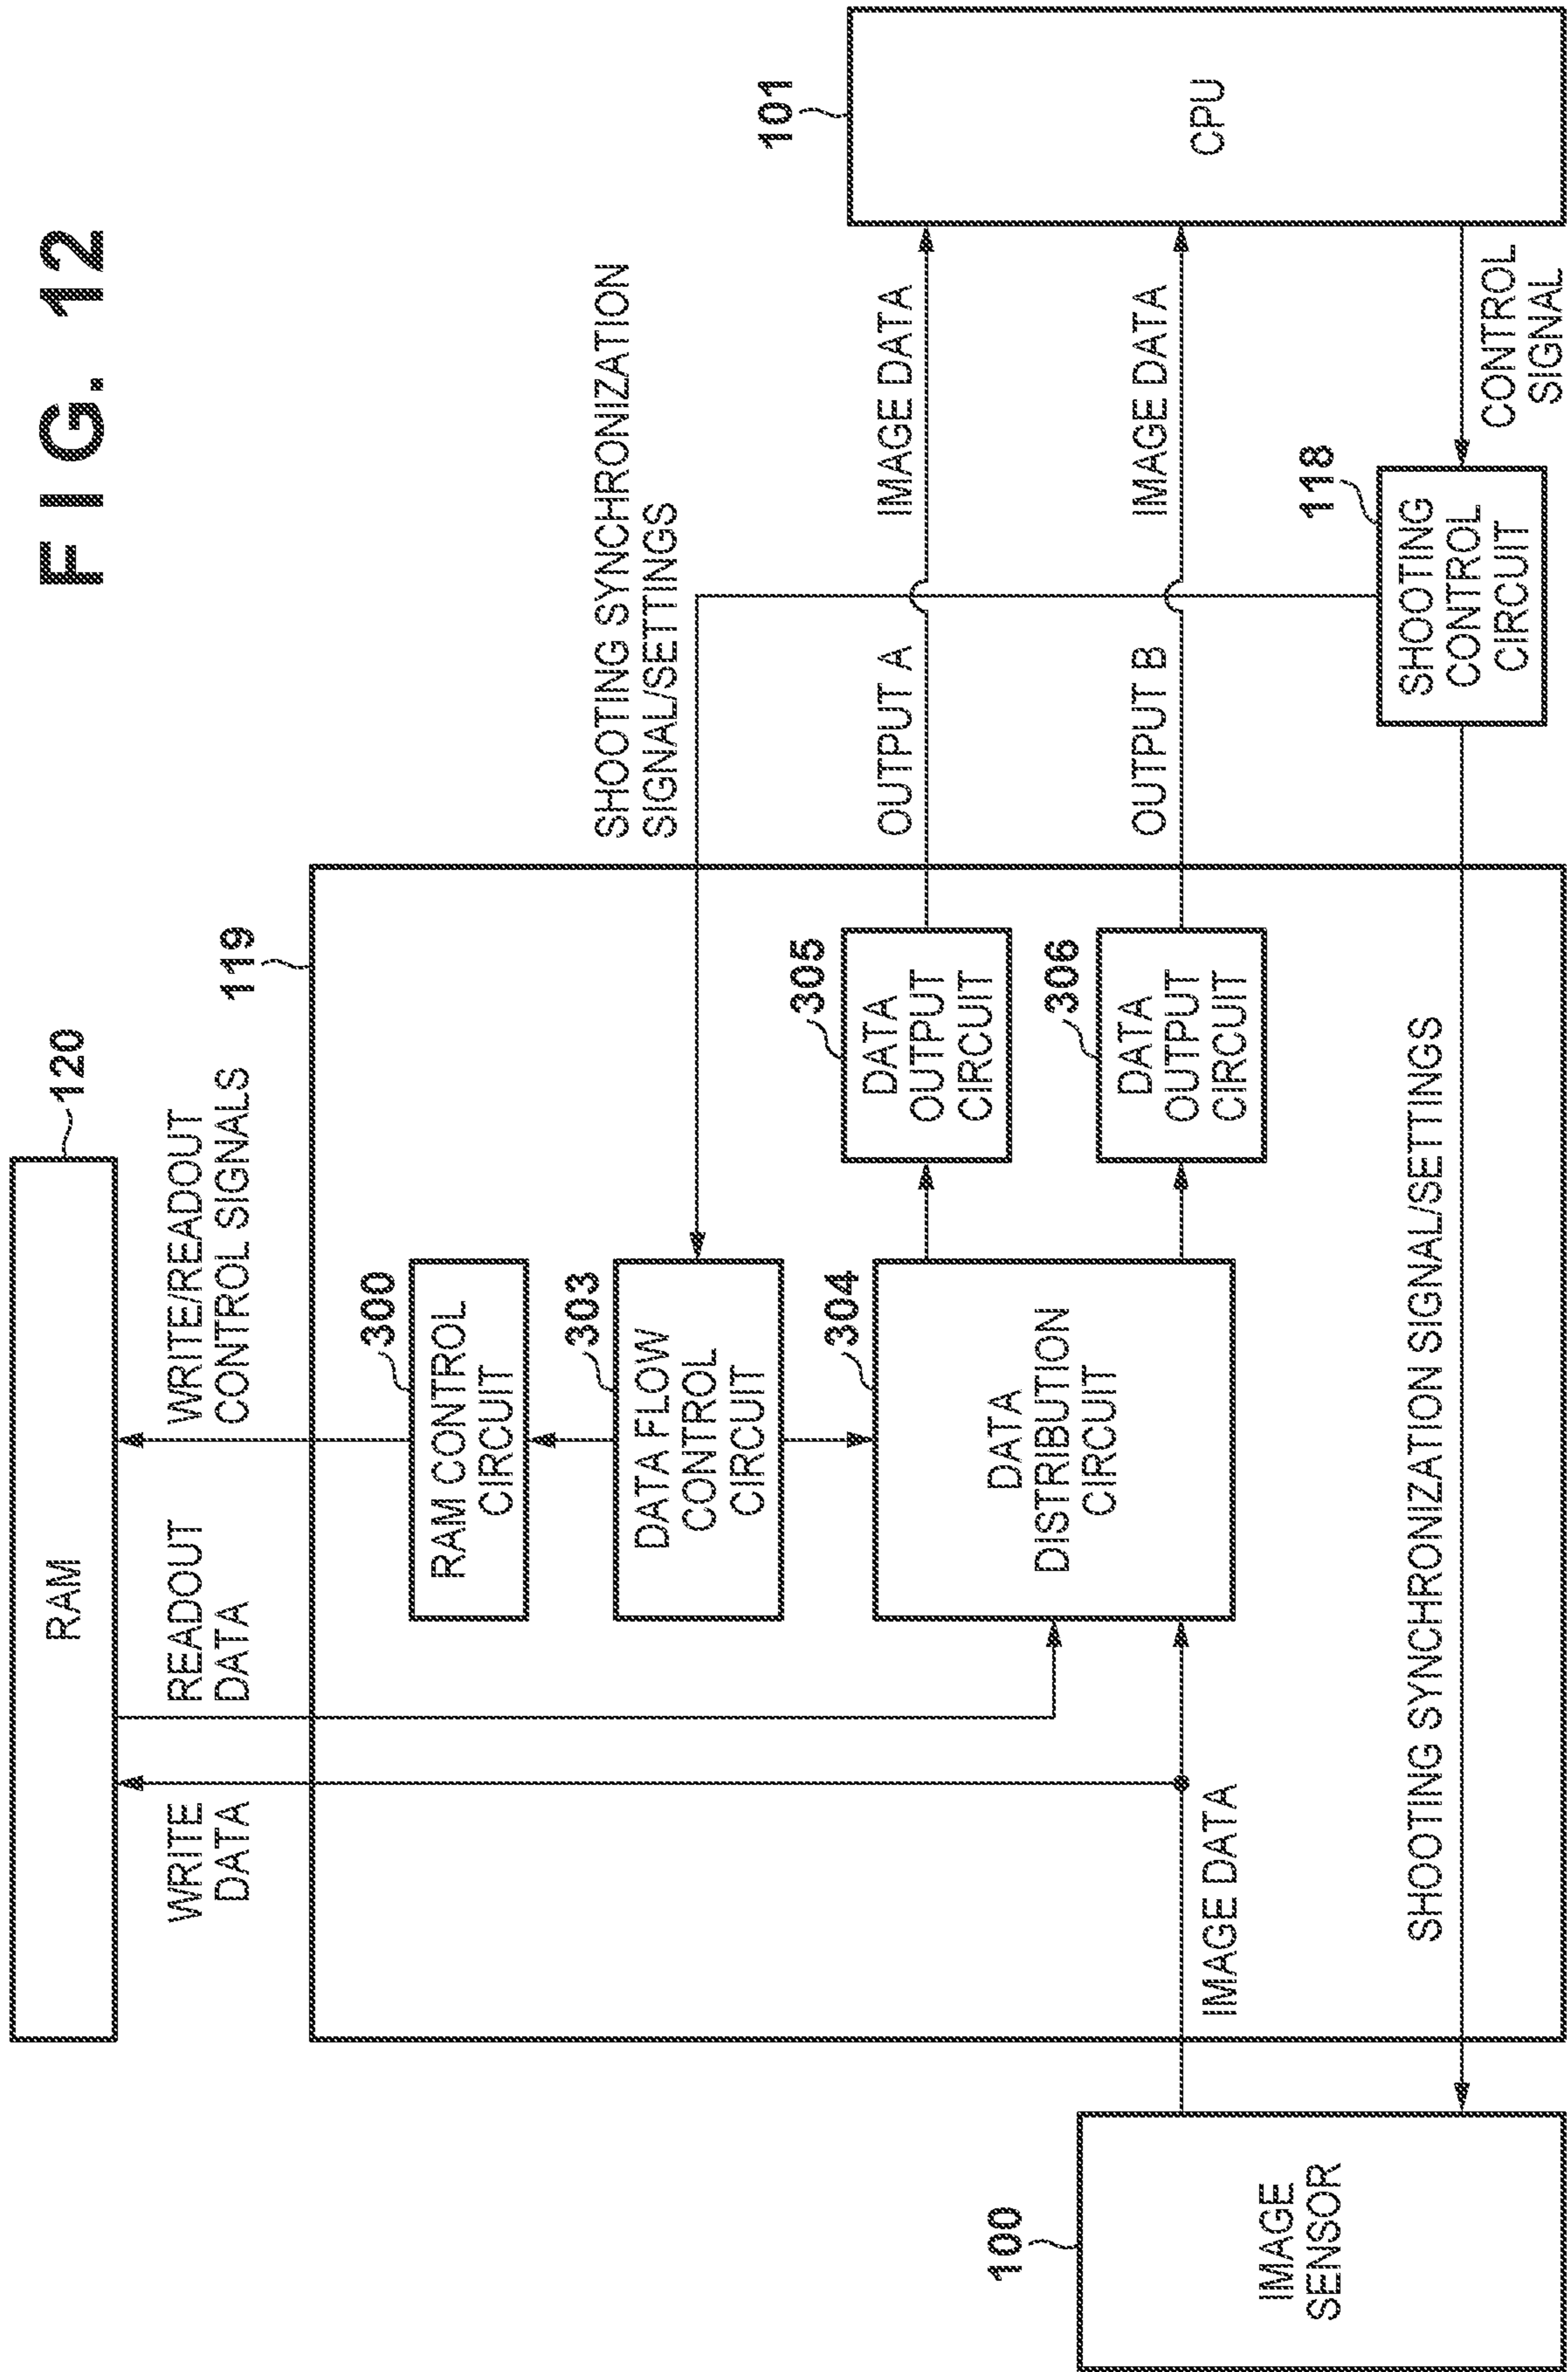 FIG. 12
RAM
120
WRITE
DATA
READOUT
DATA
WRITE/READOUT
CONTROL SIGNALS
119
300
RAM CONTROL
CIRCUIT
303
DATA FLOW
CONTROL
CIRCUIT
304
DATA
DISTRIBUTION
CIRCUIT
305
DATA
OUTPUT
CIRCUIT
306
DATA
OUTPUT
CIRCUIT
SHOOTING SYNCHRONIZATION
SIGNAL/SETTINGS
OUTPUT A
IMAGE DATA
OUTPUT B
IMAGE DATA
101
CPU
100
IMAGE
SENSOR
IMAGE DATA
SHOOTING SYNCHRONIZATION SIGNAL/SETTINGS
118
SHOOTING
CONTROL
CIRCUIT
CONTROL
SIGNAL